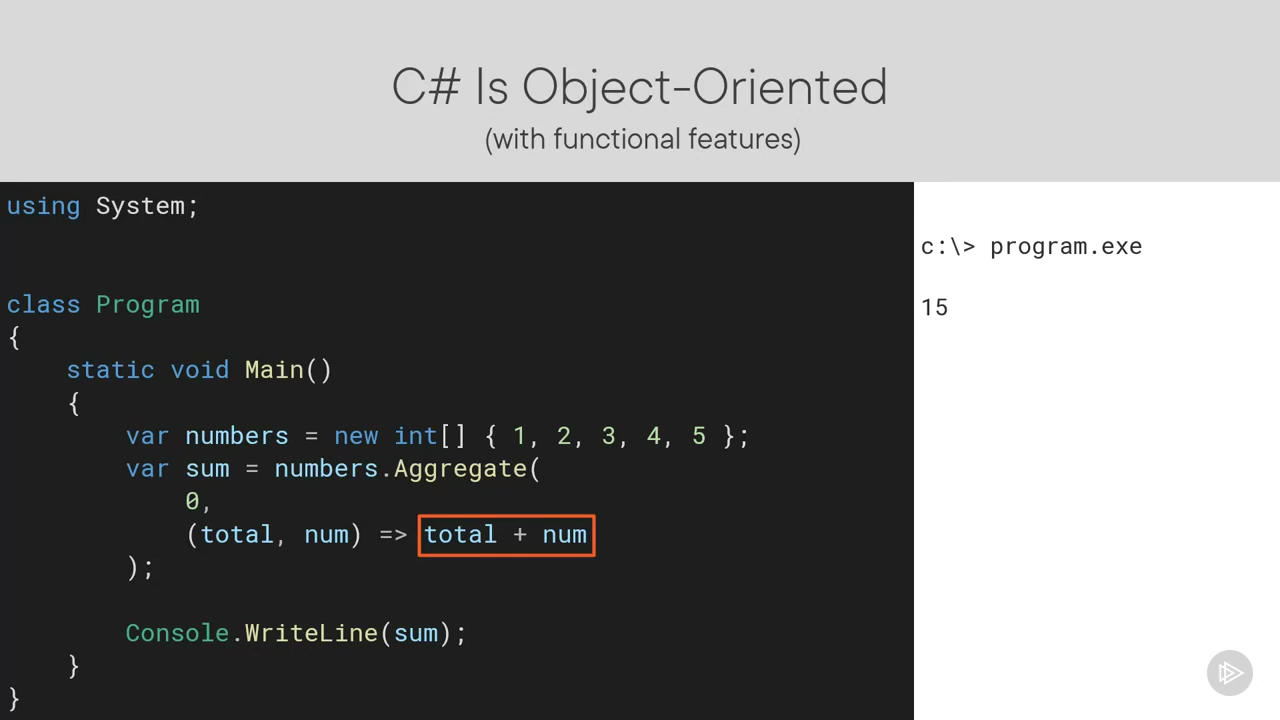 C# Is Object-Oriented
(with functional features)
using System;
class Program
{
    static void Main()
    {
        var numbers = new int[] { 1, 2, 3, 4, 5 };
        var sum = numbers.Aggregate(
            0,
            (total, num) => total + num
        );
        Console.WriteLine(sum);
    }
}
c:\> program.exe
15